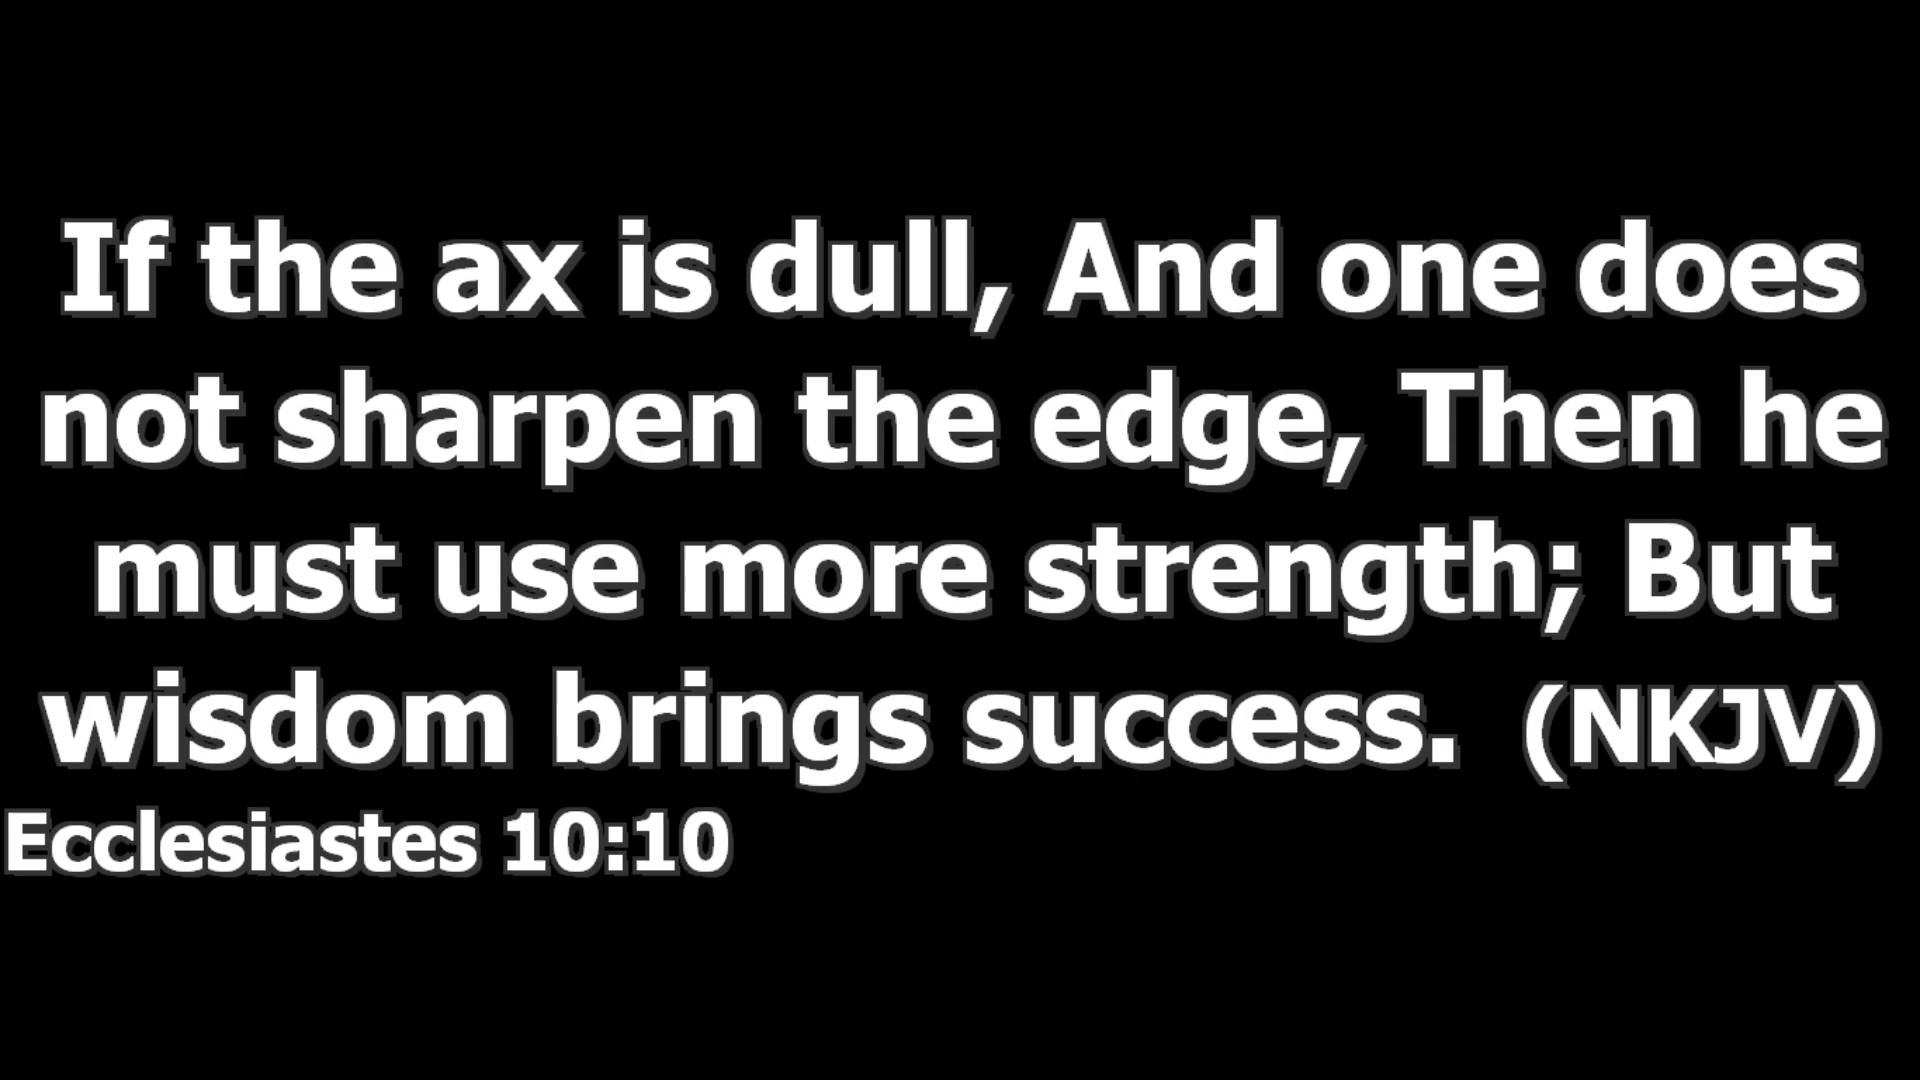 If the ax is dull, And one does
not sharpen the edge, Then he
must use more strength; But
wisdom brings success. (NKJV)
Ecclesiastes 10:10